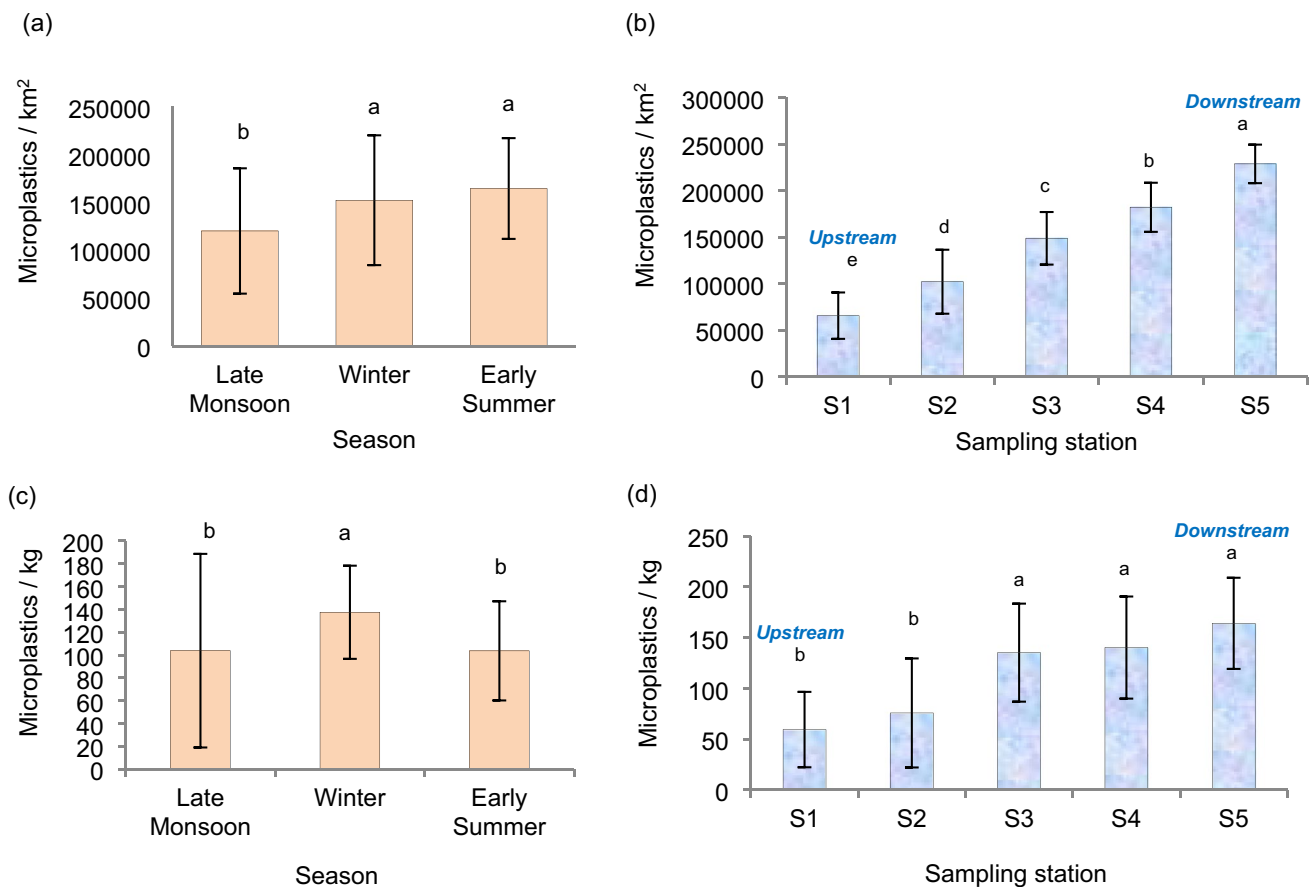 (a)
Microplastics / km²
250000
200000
150000
100000
50000
0
b
a
a
Late Monsoon
Winter
Early Summer
Season
(b)
Microplastics / km²
300000
250000
200000
150000
100000
50000
0
Upstream
e
d
c
b
Downstream
a
S1
S2
S3
S4
S5
Sampling station
(c)
Microplastics / kg
200
180
160
140
120
100
80
60
40
20
0
b
a
b
Late Monsoon
Winter
Early Summer
Season
(d)
Microplastics / kg
250
200
150
100
50
0
Upstream
b
b
a
a
Downstream
a
S1
S2
S3
S4
S5
Sampling station